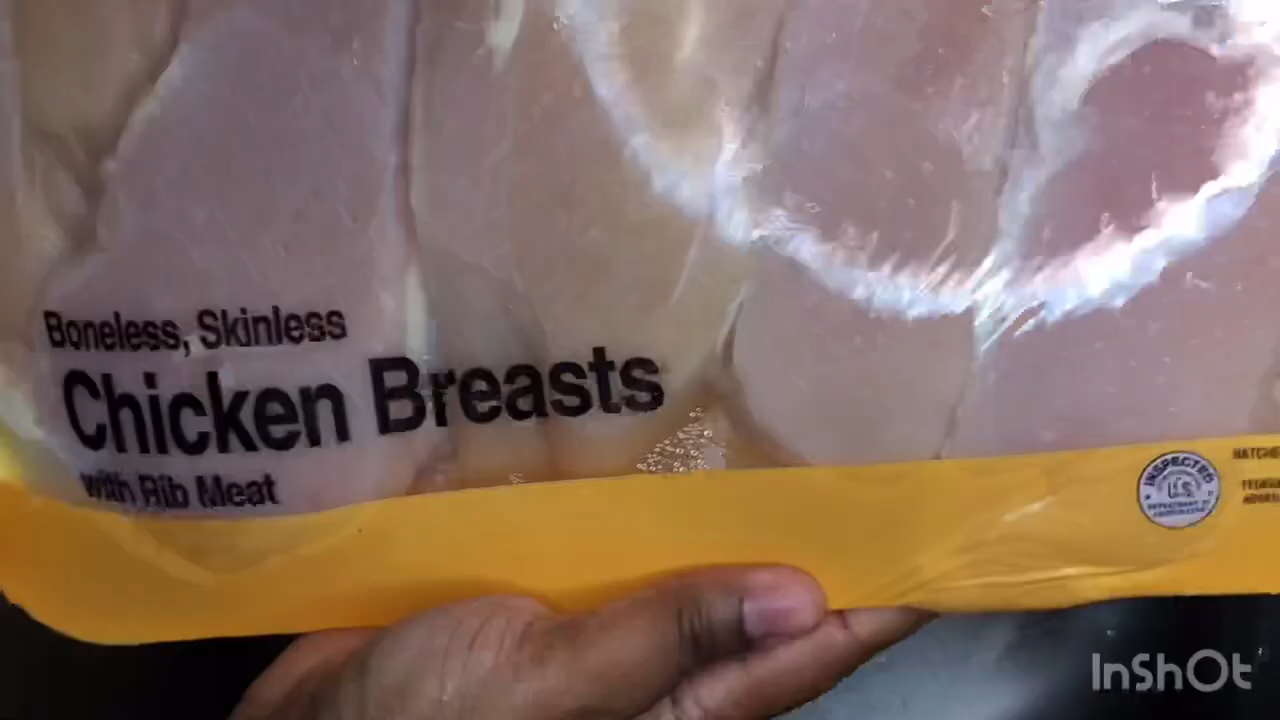 Boneless, Skinless
Chicken Breasts
with Rib Meat
INSPECTED
U.S.
InShOt